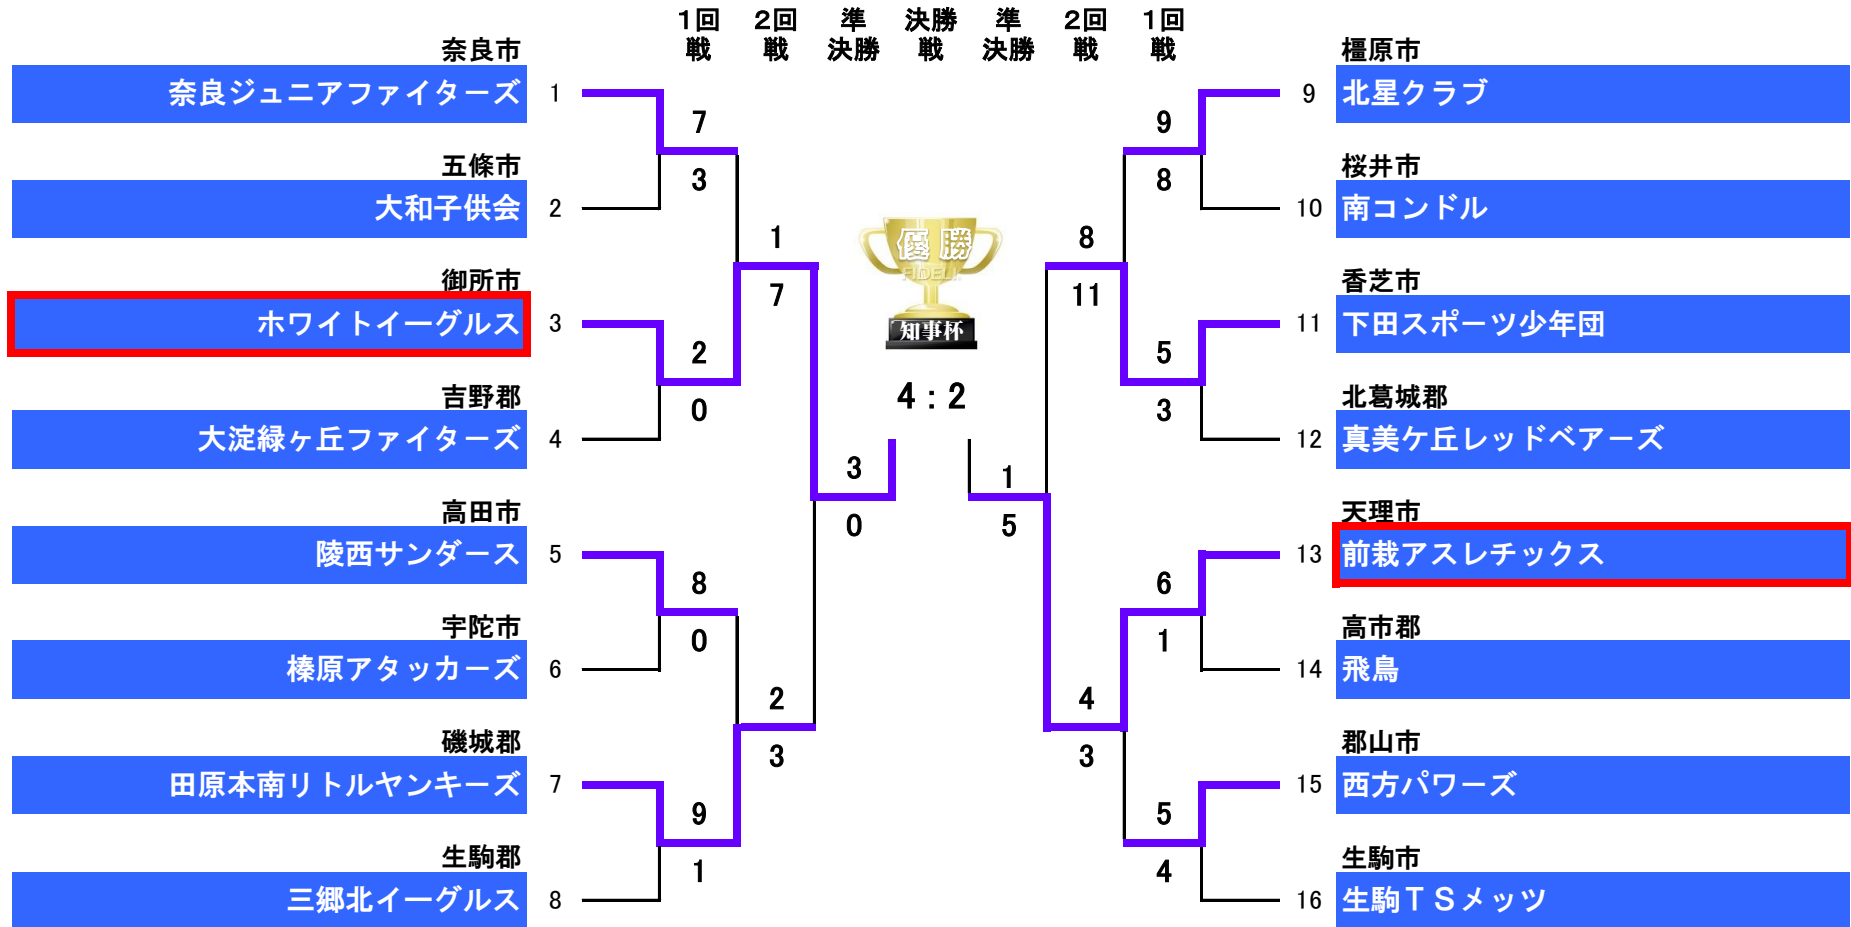 1回戦
2回戦
準決勝
決勝戦
準決勝
2回戦
1回戦
奈良市
奈良ジュニアファイターズ 1
五條市
大和子供会 2
御所市
ホワイトイーグルス 3
吉野郡
大淀緑ヶ丘ファイターズ 4
高田市
陵西サンダース 5
宇陀市
榛原アタッカーズ 6
磯城郡
田原本南リトルヤンキーズ 7
生駒郡
三郷北イーグルス 8
7
3
2
0
8
0
9
1
1
7
2
3
3
0
優勝
FIDELI
知事杯
4：2
1
5
8
11
4
3
9
8
5
3
6
1
5
4
橿原市
9 北星クラブ
桜井市
10 南コンドル
香芝市
11 下田スポーツ少年団
北葛城郡
12 真美ケ丘レッドベアーズ
天理市
13 前栽アスレチックス
高市郡
14 飛鳥
郡山市
15 西方パワーズ
生駒市
16 生駒ＴＳメッツ